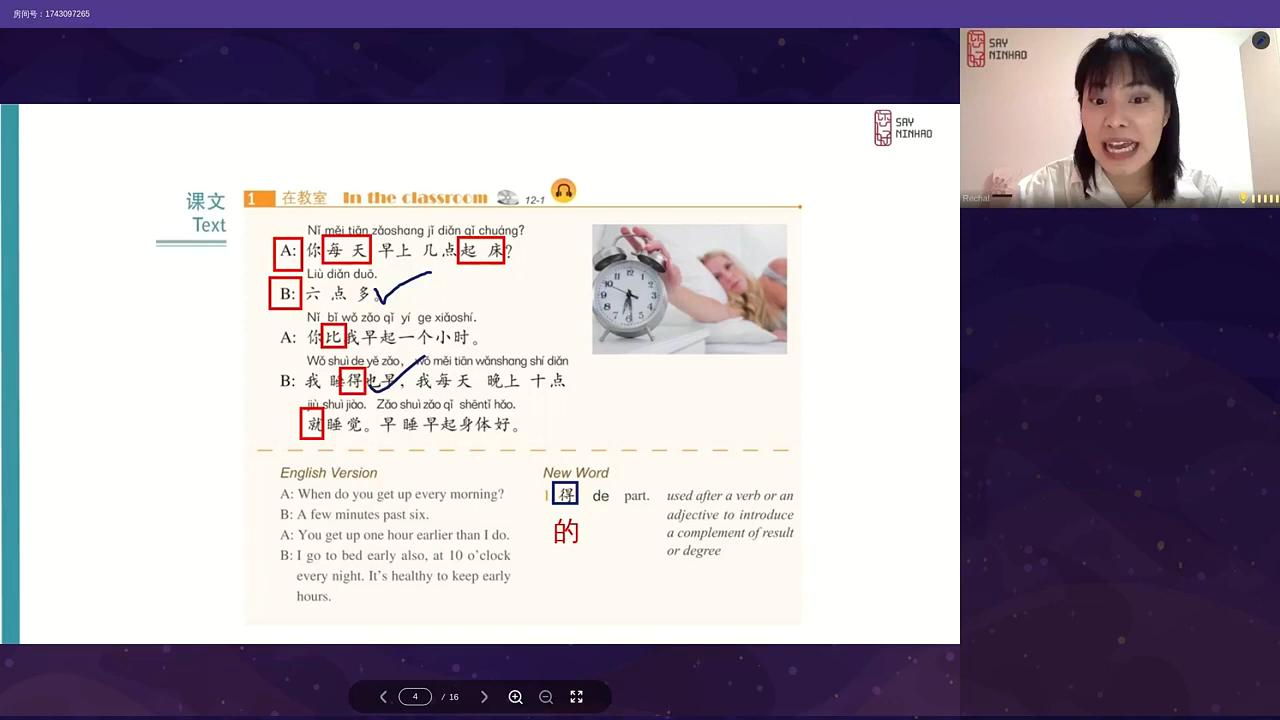 房间号：1743097265
SAY
NINHAO
SAY
NINHAO
Rechal
课文
Text
1 在教室 In the classroom 12-1
Nǐ měi tiān zǎoshang jǐ diǎn qǐ chuáng?
A: 你 每 天 早上 几点起 床?
Liù diǎn duō.
B: 六 点 多。
Nǐ bǐ wǒ zǎo qǐ yí ge xiǎoshí.
A: 你比我早起一个小时。
Wǒ shuì de yě zǎo, wǒ měi tiān wǎnshang shí diǎn
B: 我 睡得也早，我每天 晚上 十点
jiù shuì jiào. Zǎo shuì zǎo qǐ shēntǐ hǎo.
就睡 觉。早 睡 早起身体好。
English Version
A: When do you get up every morning?
B: A few minutes past six.
A: You get up one hour earlier than I do.
B: I go to bed early also, at 10 o'clock
every night. It's healthy to keep early
hours.
New Word
1 得 de part. used after a verb or an
adjective to introduce
a complement of result
or degree
的
4 / 16